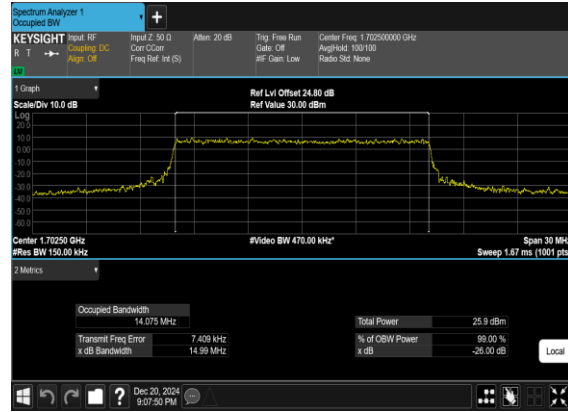 Spectrum Analyzer 1
Occupied BW
+
KEYSIGHT
R T
LM
Input: RF
Coupling: DC
Align: Off
Input Z: 50 Ω
Corr CCorr
Freq Ref: Int (S)
Atten: 20 dB
Trig: Free Run
Gate: Off
#IF Gain: Low
Center Freq: 1.702500000 GHz
Avg|Hold: 100/100
Radio Std: None
1 Graph
Scale/Div 10.0 dB
Ref Lvl Offset 24.80 dB
Ref Value 30.00 dBm
Log
20.0
10.0
0.00
-10.0
-20.0
-30.0
-40.0
-50.0
-60.0
Center 1.70250 GHz
#Res BW 150.00 kHz
#Video BW 470.00 kHz*
Span 30 MHz
Sweep 1.67 ms (1001 pts
2 Metrics
Occupied Bandwidth
14.075 MHz
Transmit Freq Error 7.409 kHz
x dB Bandwidth 14.99 MHz
Total Power 25.9 dBm
% of OBW Power 99.00 %
x dB -26.00 dB
Local
?
Dec 20, 2024
9:07:50 PM